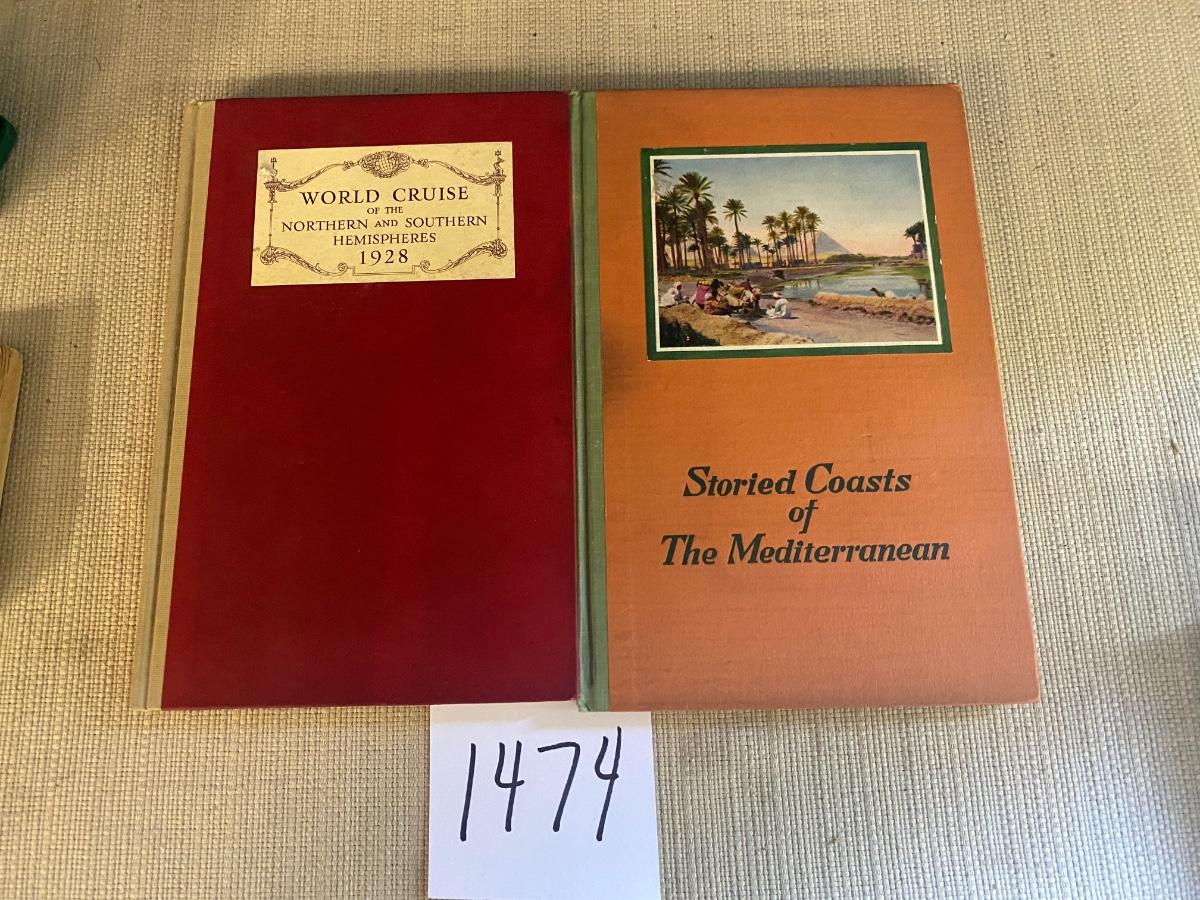 WORLD CRUISE
OF THE
NORTHERN AND SOUTHERN
HEMISPHERES
1928
Storied Coasts
of
The Mediterranean
1474